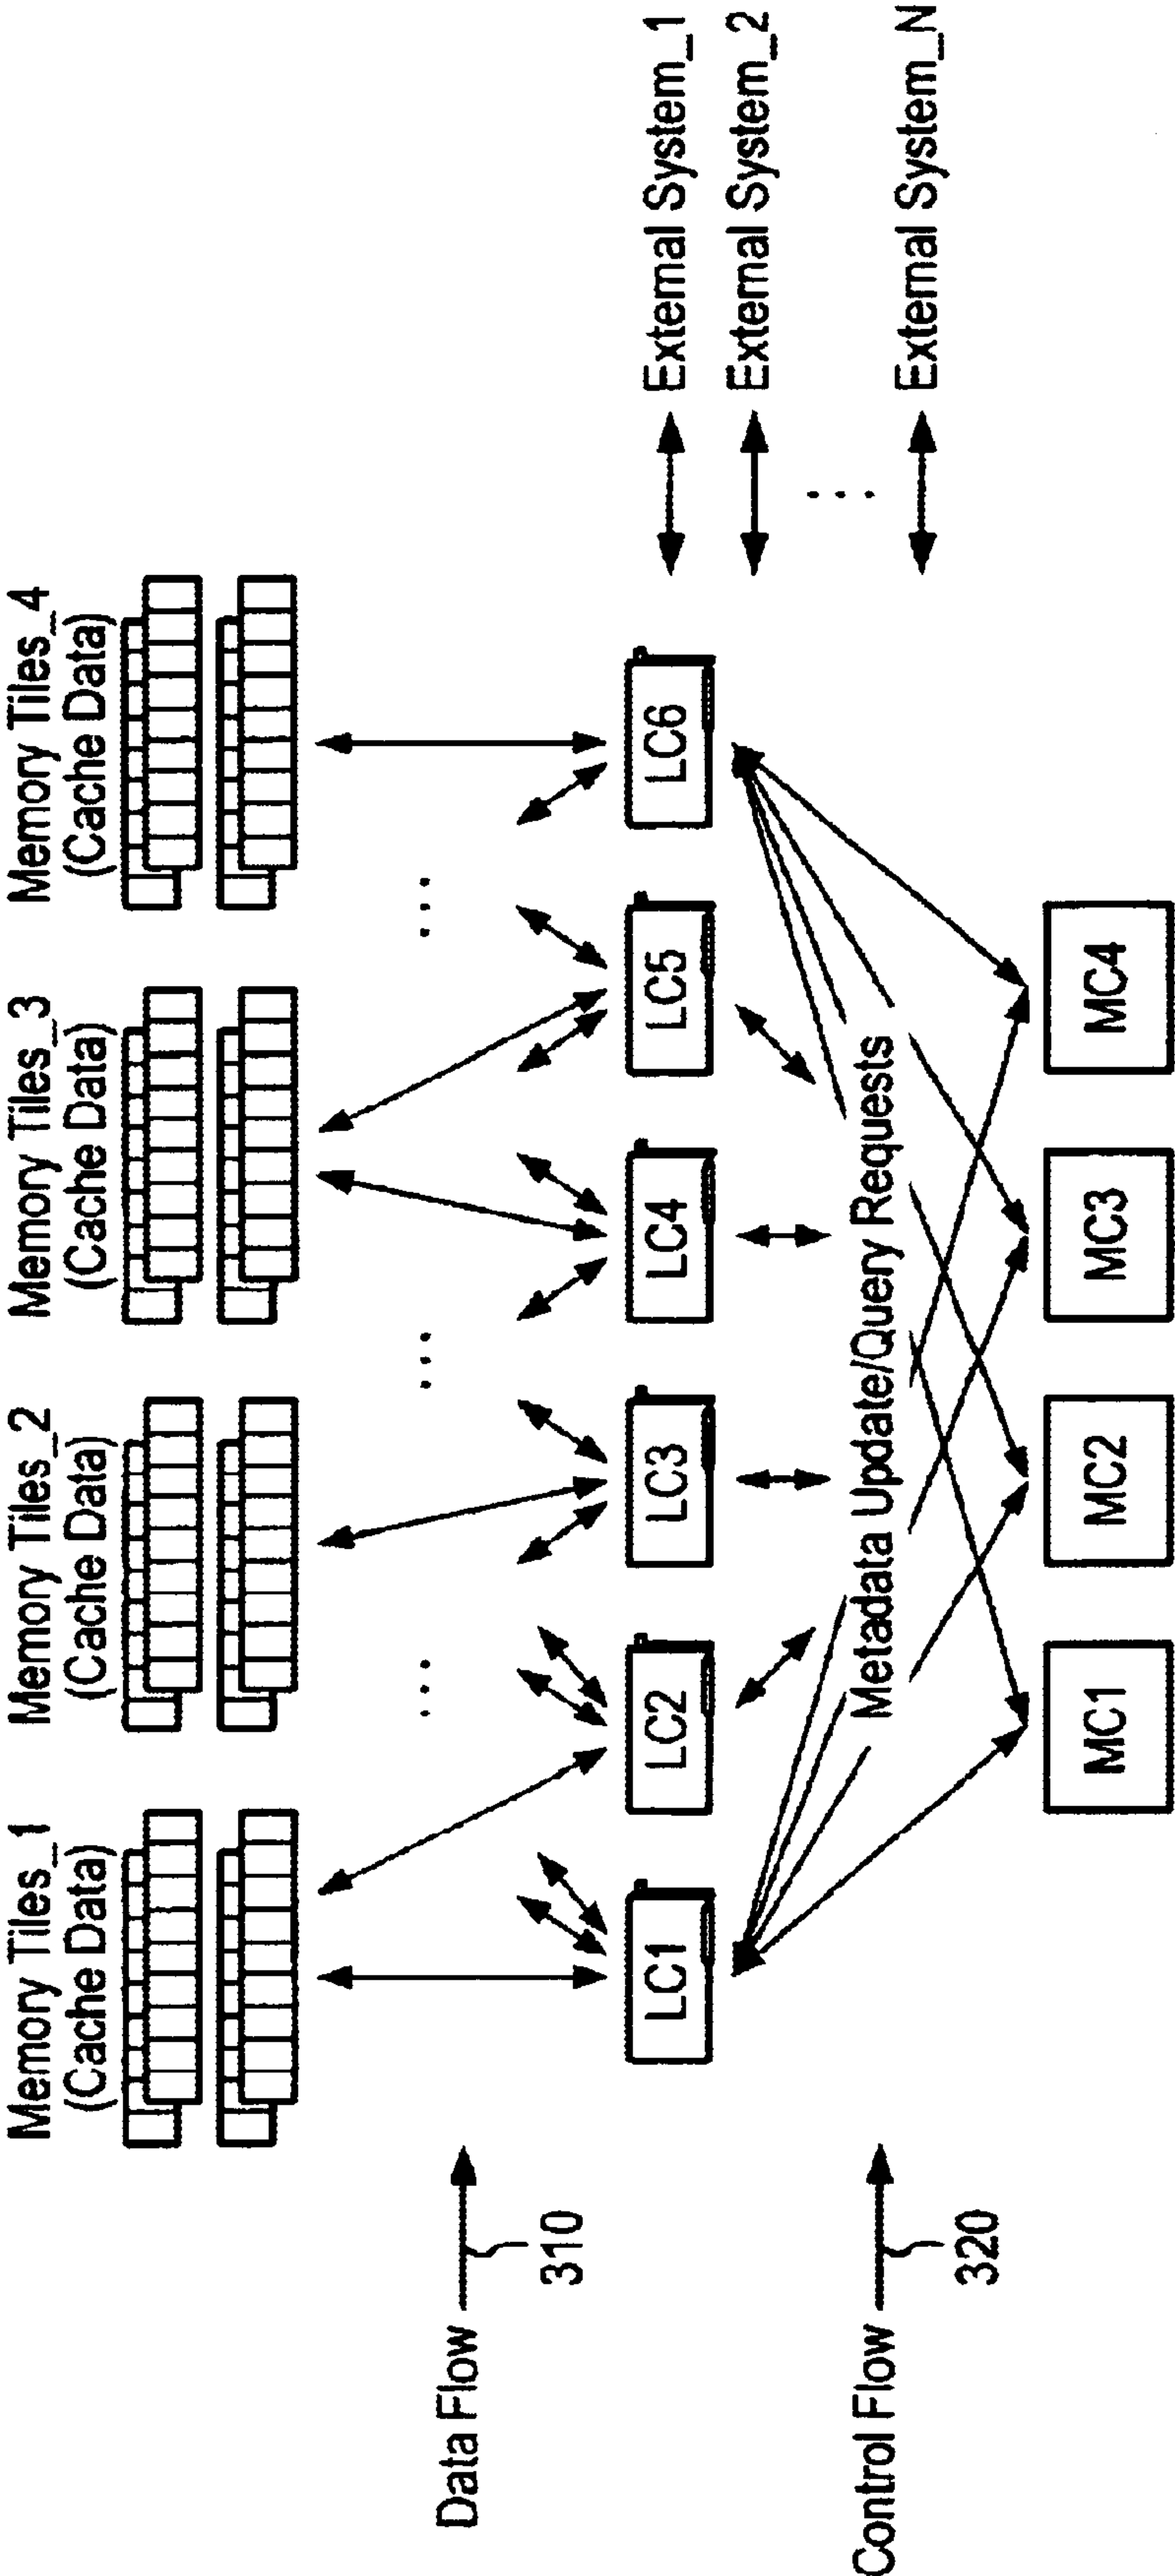 Memory Tiles_1
(Cache Data)
Memory Tiles_2
(Cache Data)
Memory Tiles_3
(Cache Data)
Memory Tiles_4
(Cache Data)
Data Flow
310
...
...
...
LC1
LC2
LC3
LC4
LC5
LC6
External System_1
External System_2
...
External System_N
Control Flow
320
Metadata Update/Query Requests
MC1
MC2
MC3
MC4